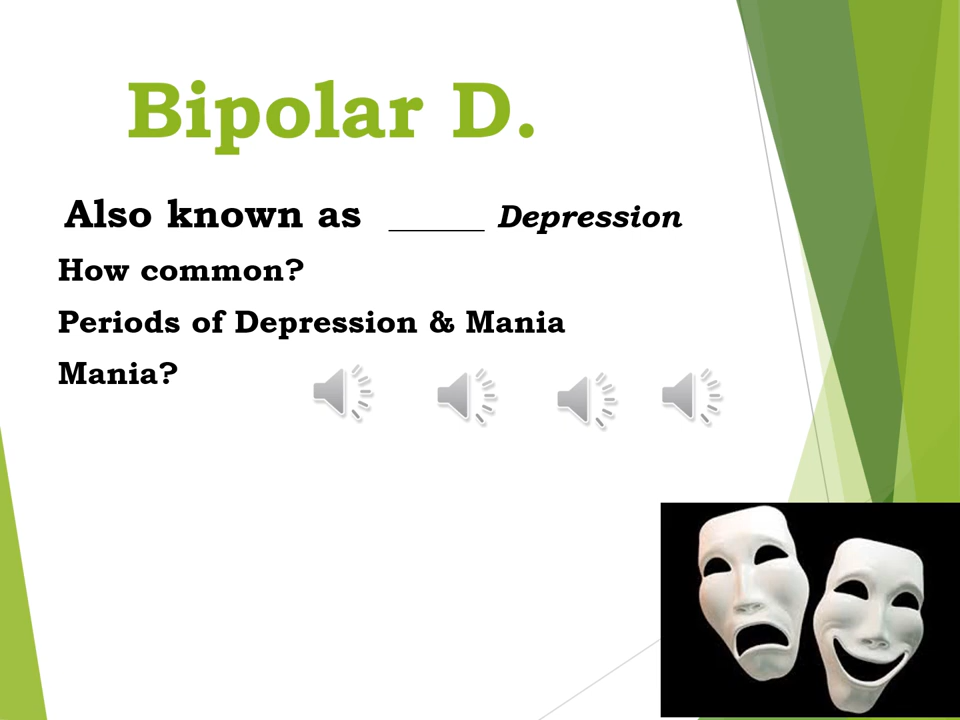 Bipolar D.
Also known as ______ Depression
How common?
Periods of Depression & Mania
Mania?